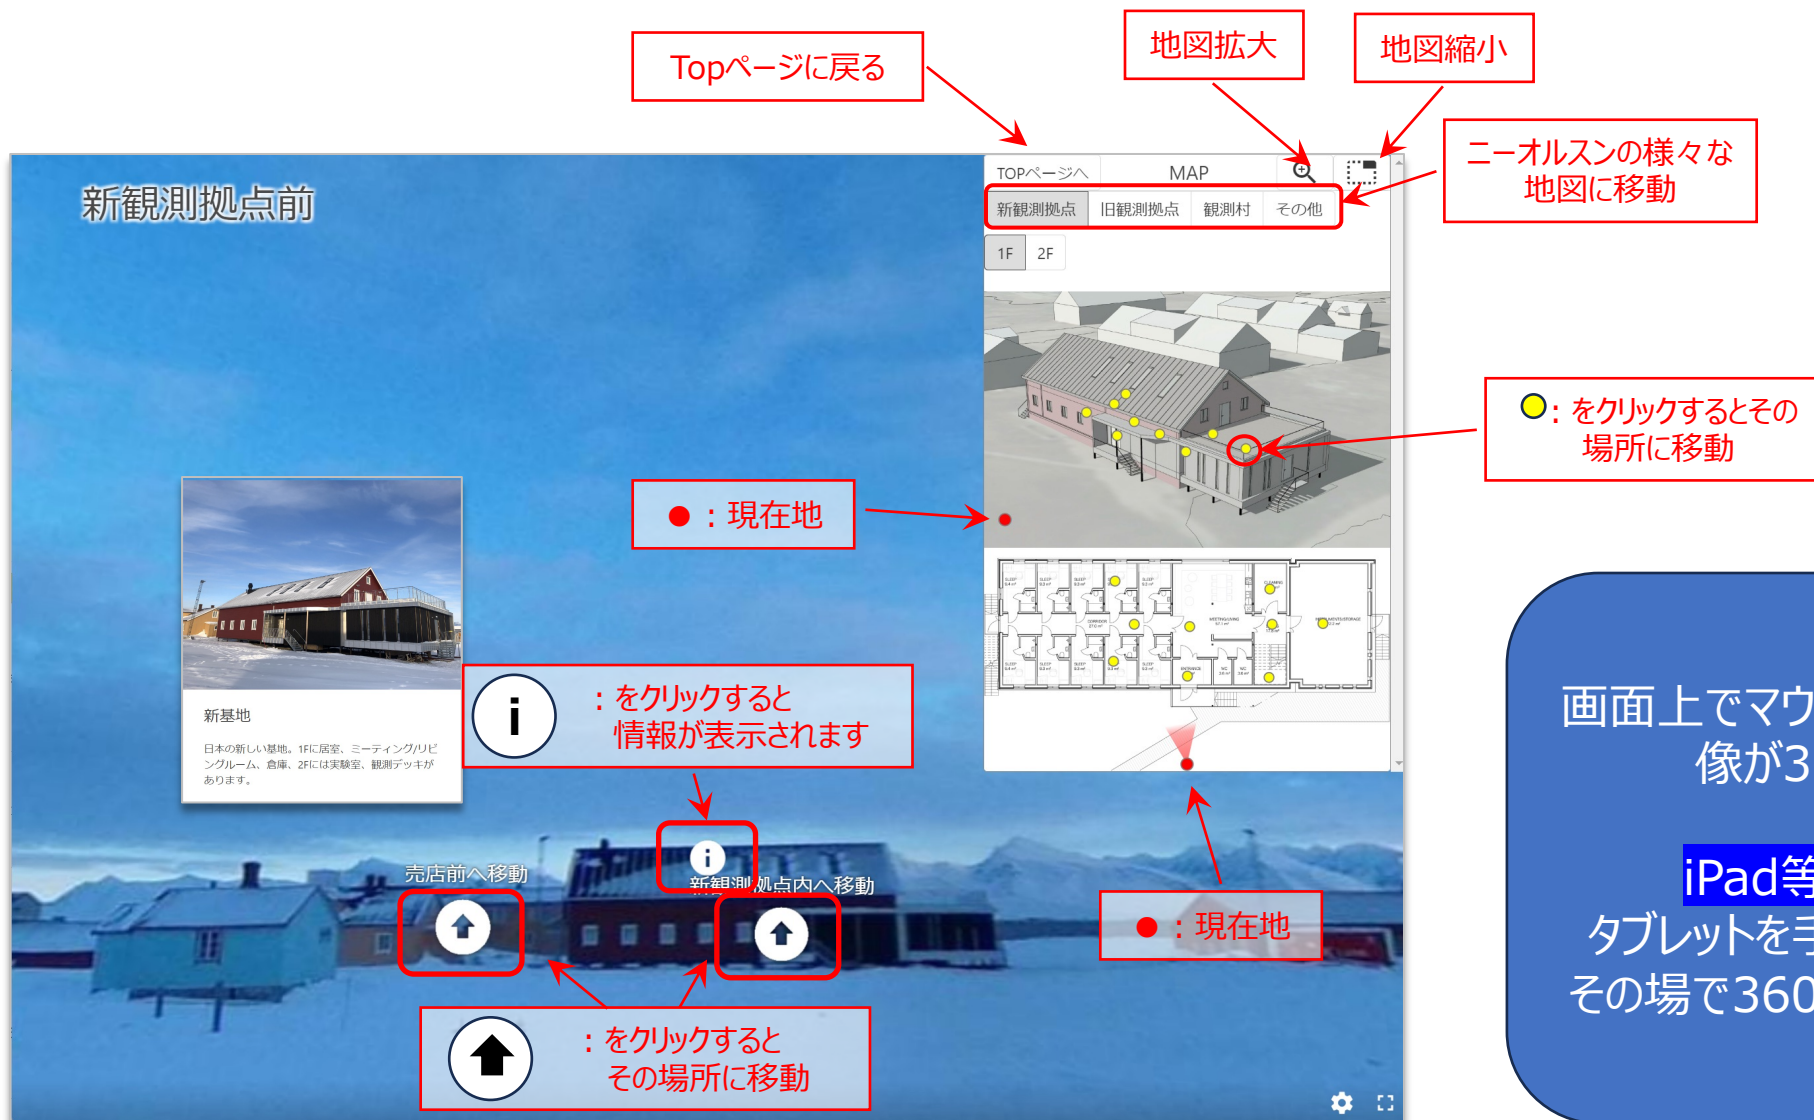 地図拡大
地図縮小
Topページに戻る
ニーオルスンの様々な
地図に移動
新観測拠点前
TOPページへ
MAP
新観測拠点
旧観測拠点
観測村
その他
1F
2F
●:をクリックするとその
場所に移動
●:現在地
新基地
日本の新しい基地。1Fに居室、ミーティング/リビ
ングルーム、倉庫、2Fには実験室、観測デッキが
あります。
i
:をクリックすると
情報が表示されます
画面上でマウ
像が3
iPad等
タブレットを手
その場で360
売店前へ移動
i
新観測拠点内へ移動
●:現在地
:をクリックすると
その場所に移動